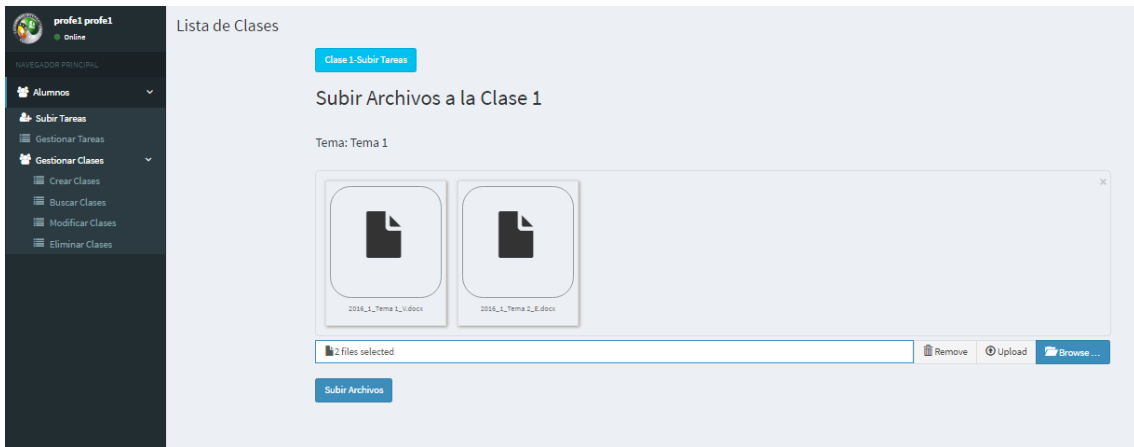 profe1 profe1
Online
NAVEGADOR PRINCIPAL
Alumnos
Subir Tareas
Gestionar Tareas
Gestionar Clases
Crear Clases
Buscar Clases
Modificar Clases
Eliminar Clases
Lista de Clases
Clase 1-Subir Tareas
Subir Archivos a la Clase 1
Tema: Tema 1
2016_1_Tema 1_V.docx
2016_1_Tema 2_E.docx
2 files selected
Remove
Upload
Browse ...
Subir Archivos